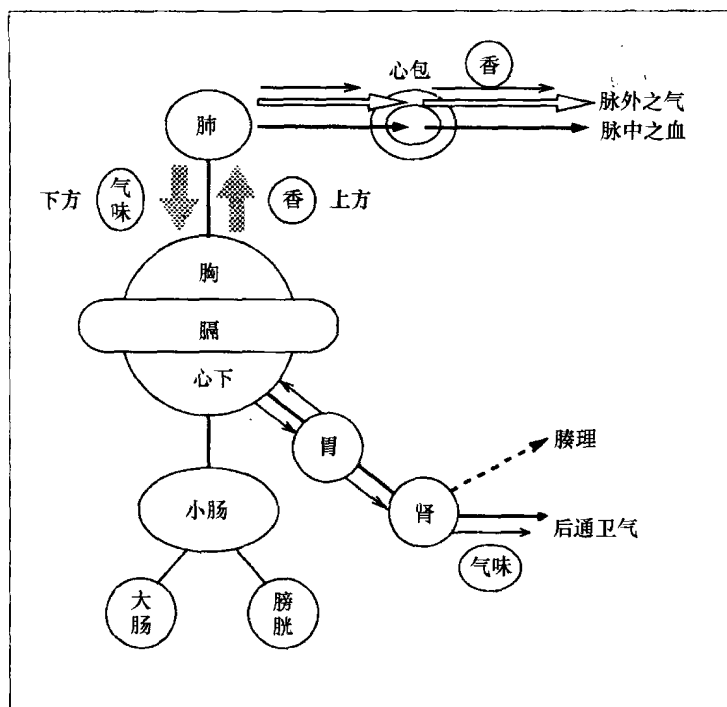 心包
香
脉外之气
肺
脉中之血
下方
气味
香
上方
胸
膈
心下
胃
腠理
小肠
肾
后通卫气
气味
大肠
膀胱